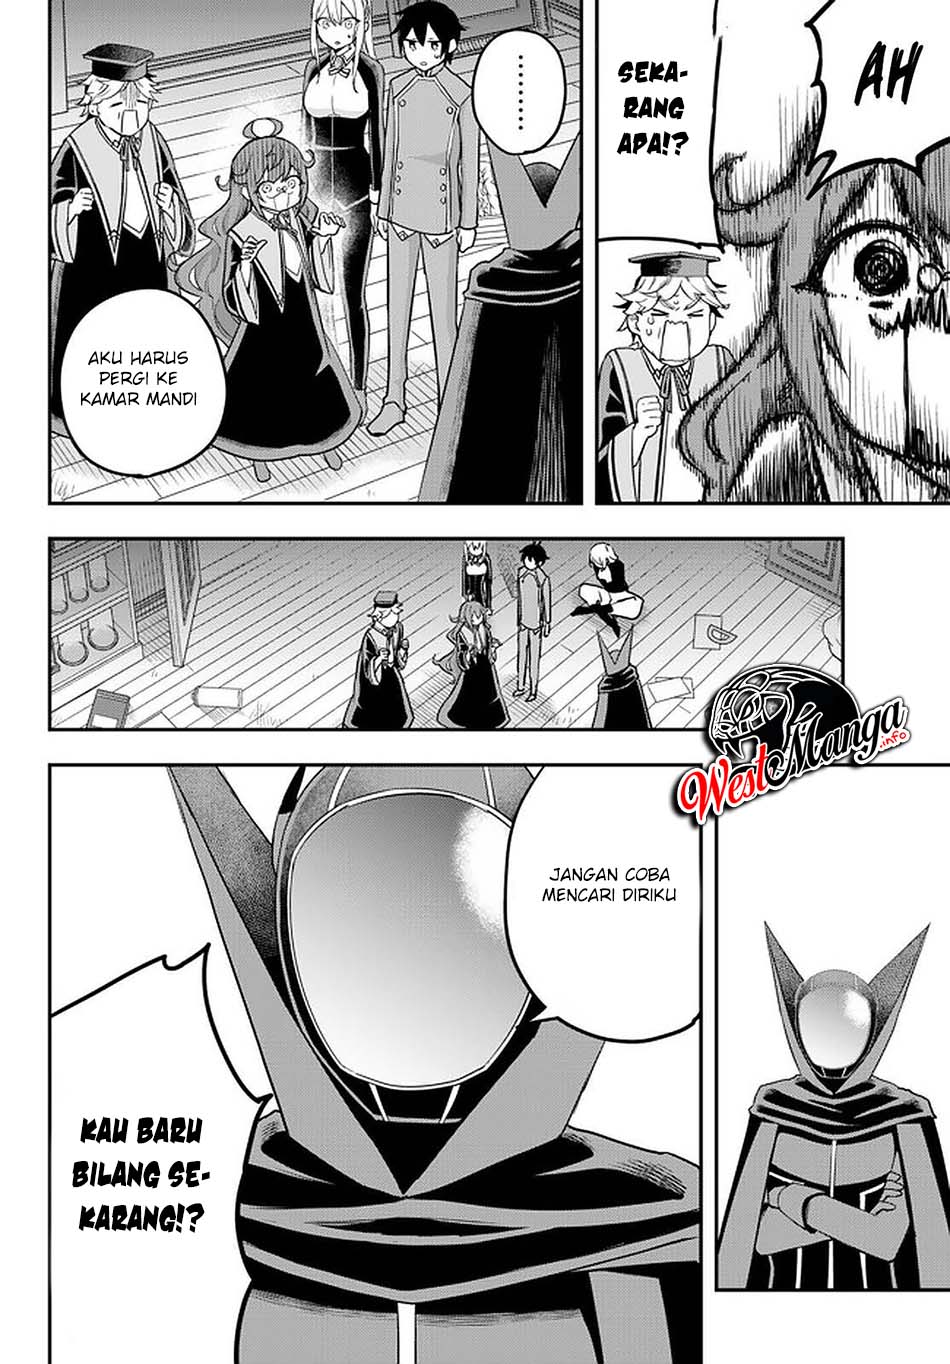 AH
SEKA-
RANG
APA!?
.........
AKU HARUS
PERGI KE
KAMAR MANDI
WestManga
.info
JANGAN COBA
MENCARI DIRIKU
KAU BARU
BILANG SE-
KARANG!?